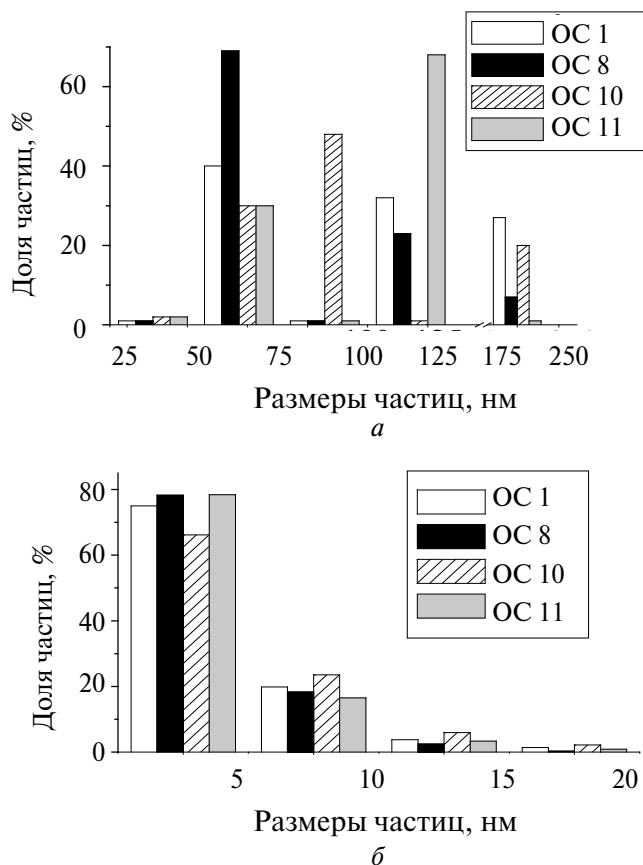 ОС 1
ОС 8
ОС 10
ОС 11
Доля частиц, %
60
40
20
0
25 50 75 100 125 175 250
Размеры частиц, нм
а
ОС 1
ОС 8
ОС 10
ОС 11
Доля частиц, %
80
60
40
20
0
5 10 15 20
Размеры частиц, нм
б